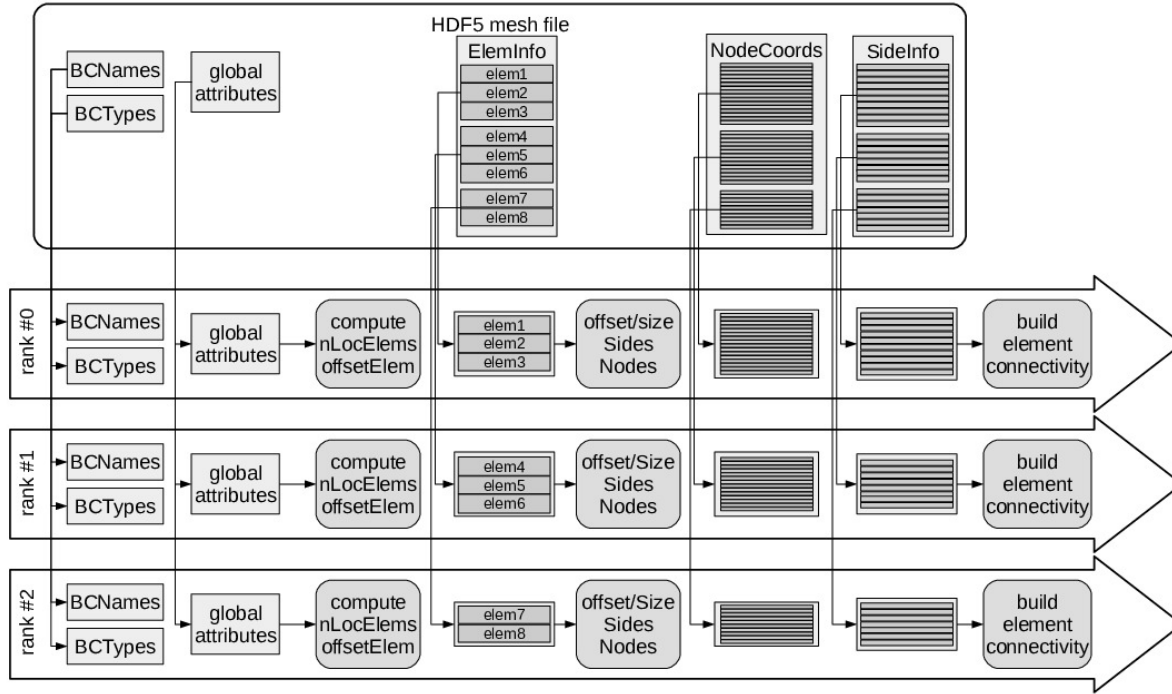 HDF5 mesh file
BCNames
BCTypes
global
attributes
ElemInfo
elem1
elem2
elem3
elem4
elem5
elem6
elem7
elem8
NodeCoords
SideInfo
rank #0
BCNames
BCTypes
global
attributes
compute
nLocElems
offsetElem
elem1
elem2
elem3
offset/size
Sides
Nodes
build
element
connectivity
rank #1
BCNames
BCTypes
global
attributes
compute
nLocElems
offsetElem
elem4
elem5
elem6
offset/Size
Sides
Nodes
build
element
connectivity
rank #2
BCNames
BCTypes
global
attributes
compute
nLocElems
offsetElem
elem7
elem8
offset/Size
Sides
Nodes
build
element
connectivity